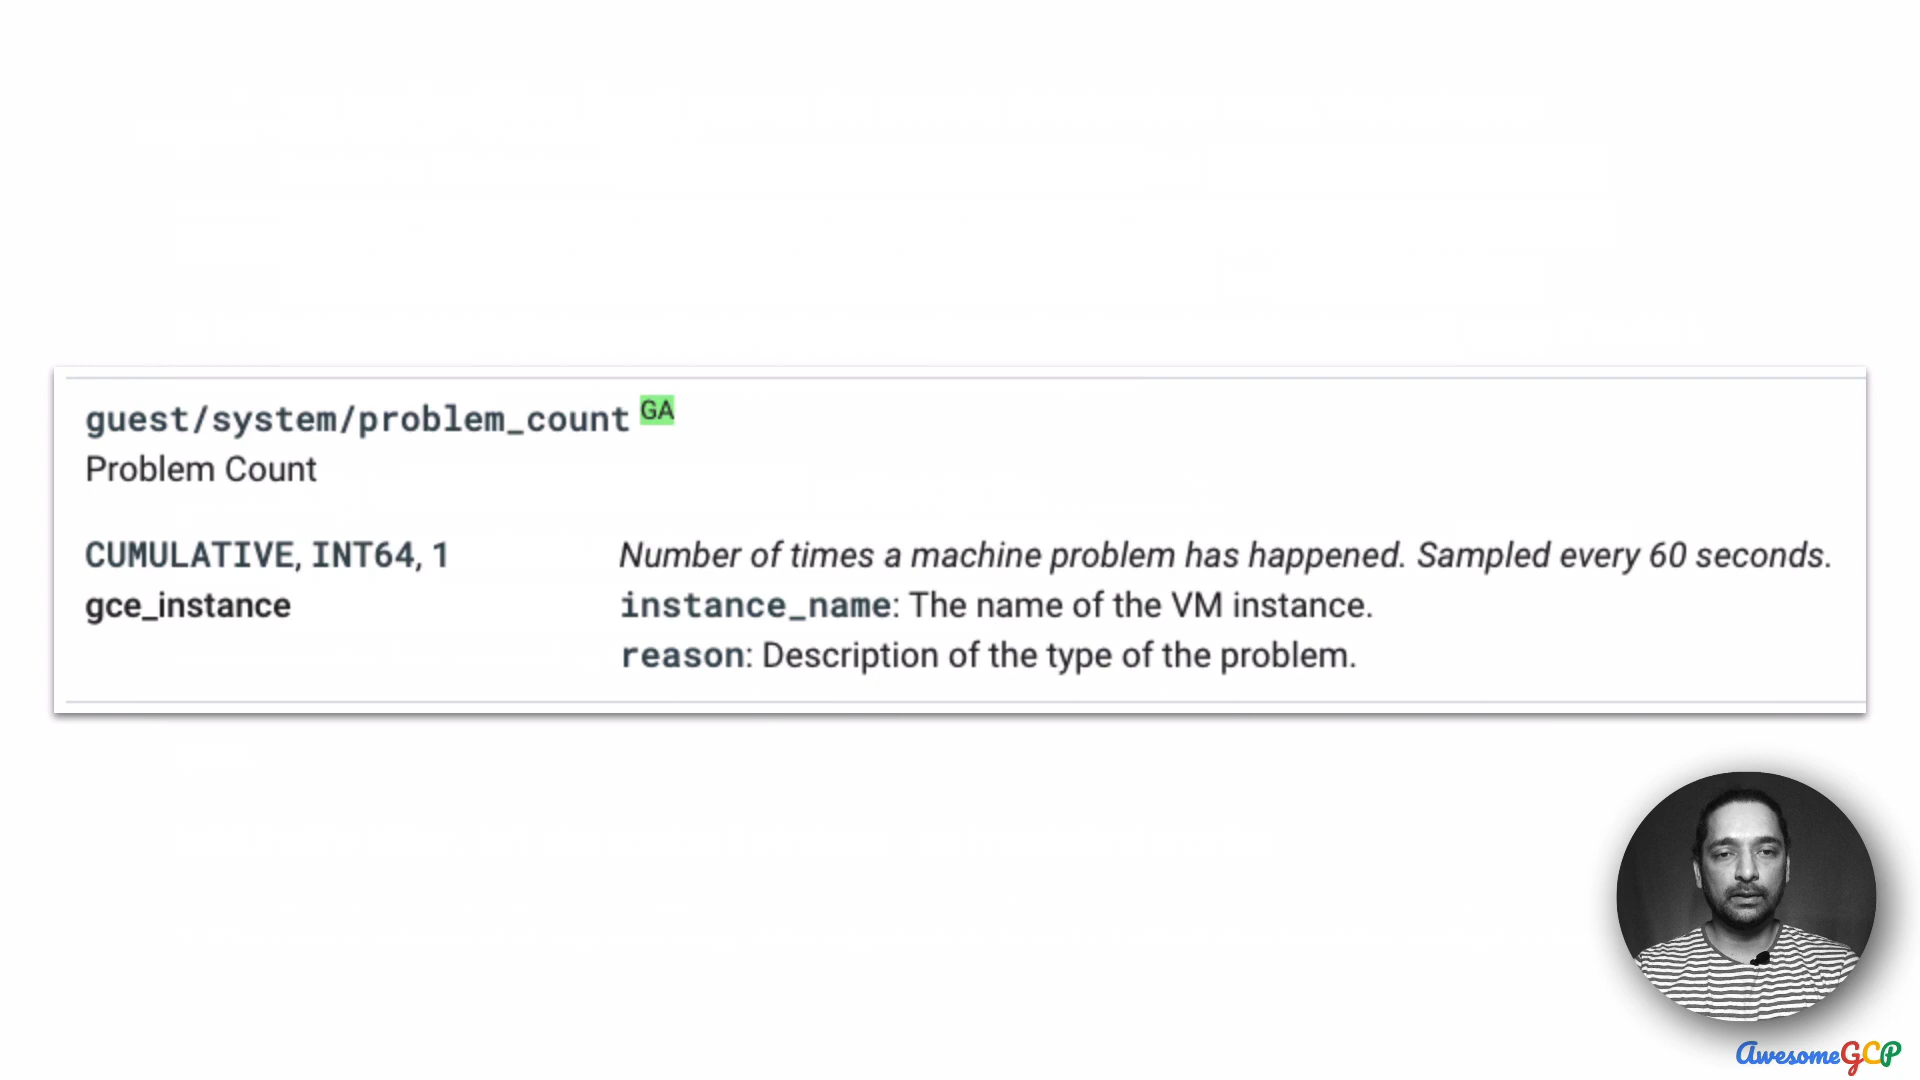 guest/system/problem_count GA
Problem Count
CUMULATIVE, INT64, 1
gce_instance
Number of times a machine problem has happened. Sampled every 60 seconds.
instance_name: The name of the VM instance.
reason: Description of the type of the problem.
AwesomeGCP